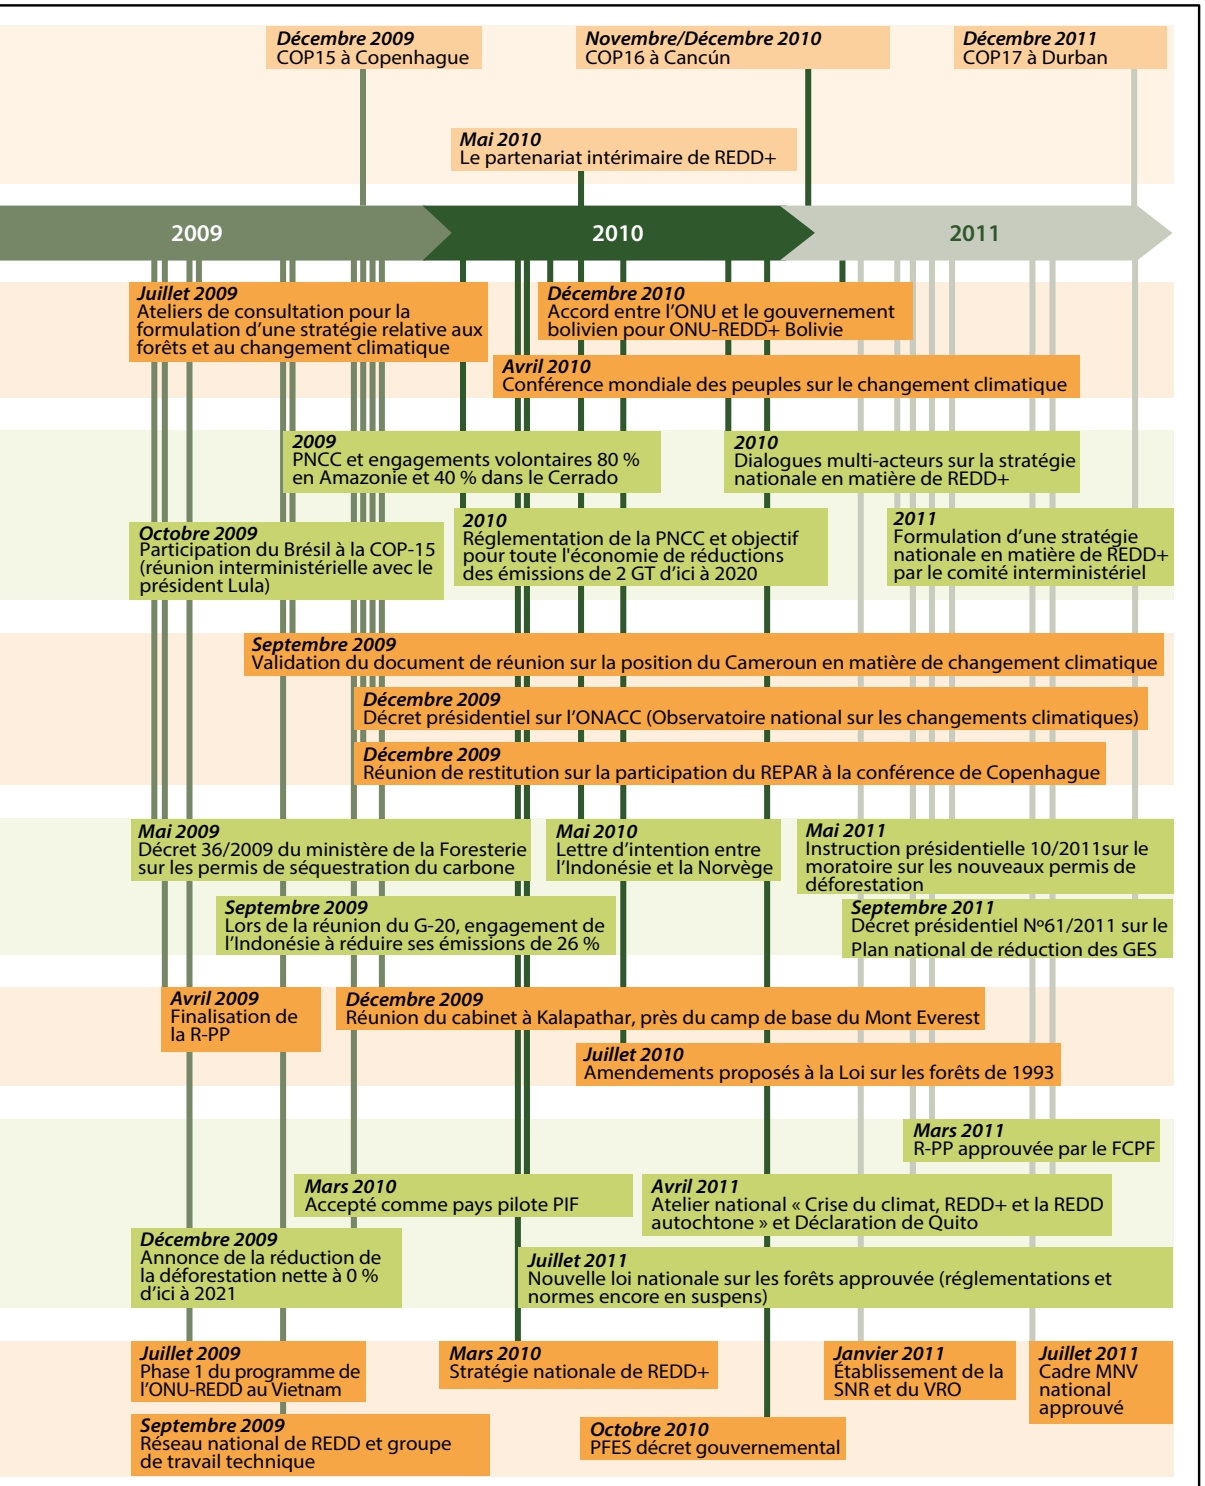 Décembre 2009
COP15 à Copenhague
Novembre/Décembre 2010
COP16 à Cancún
Décembre 2011
COP17 à Durban
Mai 2010
Le partenariat intérimaire de REDD+
2009
2010
2011
Juillet 2009
Ateliers de consultation pour la
formulation d'une stratégie relative aux
forêts et au changement climatique
Décembre 2010
Accord entre l'ONU et le gouvernement
bolivien pour ONU-REDD+ Bolivie
Avril 2010
Conférence mondiale des peuples sur le changement climatique
2009
PNCC et engagements volontaires 80 %
en Amazonie et 40 % dans le Cerrado
2010
Dialogues multi-acteurs sur la stratégie
nationale en matière de REDD+
Octobre 2009
Participation du Brésil à la COP-15
(réunion interministérielle avec le
président Lula)
2010
Réglementation de la PNCC et objectif
pour toute l'économie de réductions
des émissions de 2 GT d'ici à 2020
2011
Formulation d'une stratégie
nationale en matière de REDD+
par le comité interministériel
Septembre 2009
Validation du document de réunion sur la position du Cameroun en matière de changement climatique
Décembre 2009
Décret présidentiel sur l'ONACC (Observatoire national sur les changements climatiques)
Décembre 2009
Réunion de restitution sur la participation du REPAR à la conférence de Copenhague
Mai 2009
Décret 36/2009 du ministère de la Foresterie
sur les permis de séquestration du carbone
Mai 2010
Lettre d'intention entre
l'Indonésie et la Norvège
Mai 2011
Instruction présidentielle 10/2011sur le
moratoire sur les nouveaux permis de
déforestation
Septembre 2009
Lors de la réunion du G-20, engagement de
l'Indonésie à réduire ses émissions de 26 %
Septembre 2011
Décret présidentiel Nº61/2011 sur le
Plan national de réduction des GES
Avril 2009
Finalisation de
la R-PP
Décembre 2009
Réunion du cabinet à Kalapathar, près du camp de base du Mont Everest
Juillet 2010
Amendements proposés à la Loi sur les forêts de 1993
Mars 2011
R-PP approuvée par le FCPF
Mars 2010
Accepté comme pays pilote PIF
Avril 2011
Atelier national « Crise du climat, REDD+ et la REDD
autochtone » et Déclaration de Quito
Décembre 2009
Annonce de la réduction de
la déforestation nette à 0 %
d'ici à 2021
Juillet 2011
Nouvelle loi nationale sur les forêts approuvée (réglementations et
normes encore en suspens)
Juillet 2009
Phase 1 du programme de
l'ONU-REDD au Vietnam
Mars 2010
Stratégie nationale de REDD+
Janvier 2011
Établissement de la
SNR et du VRO
Juillet 2011
Cadre MNV
national
approuvé
Septembre 2009
Réseau national de REDD et groupe
de travail technique
Octobre 2010
PFES décret gouvernemental